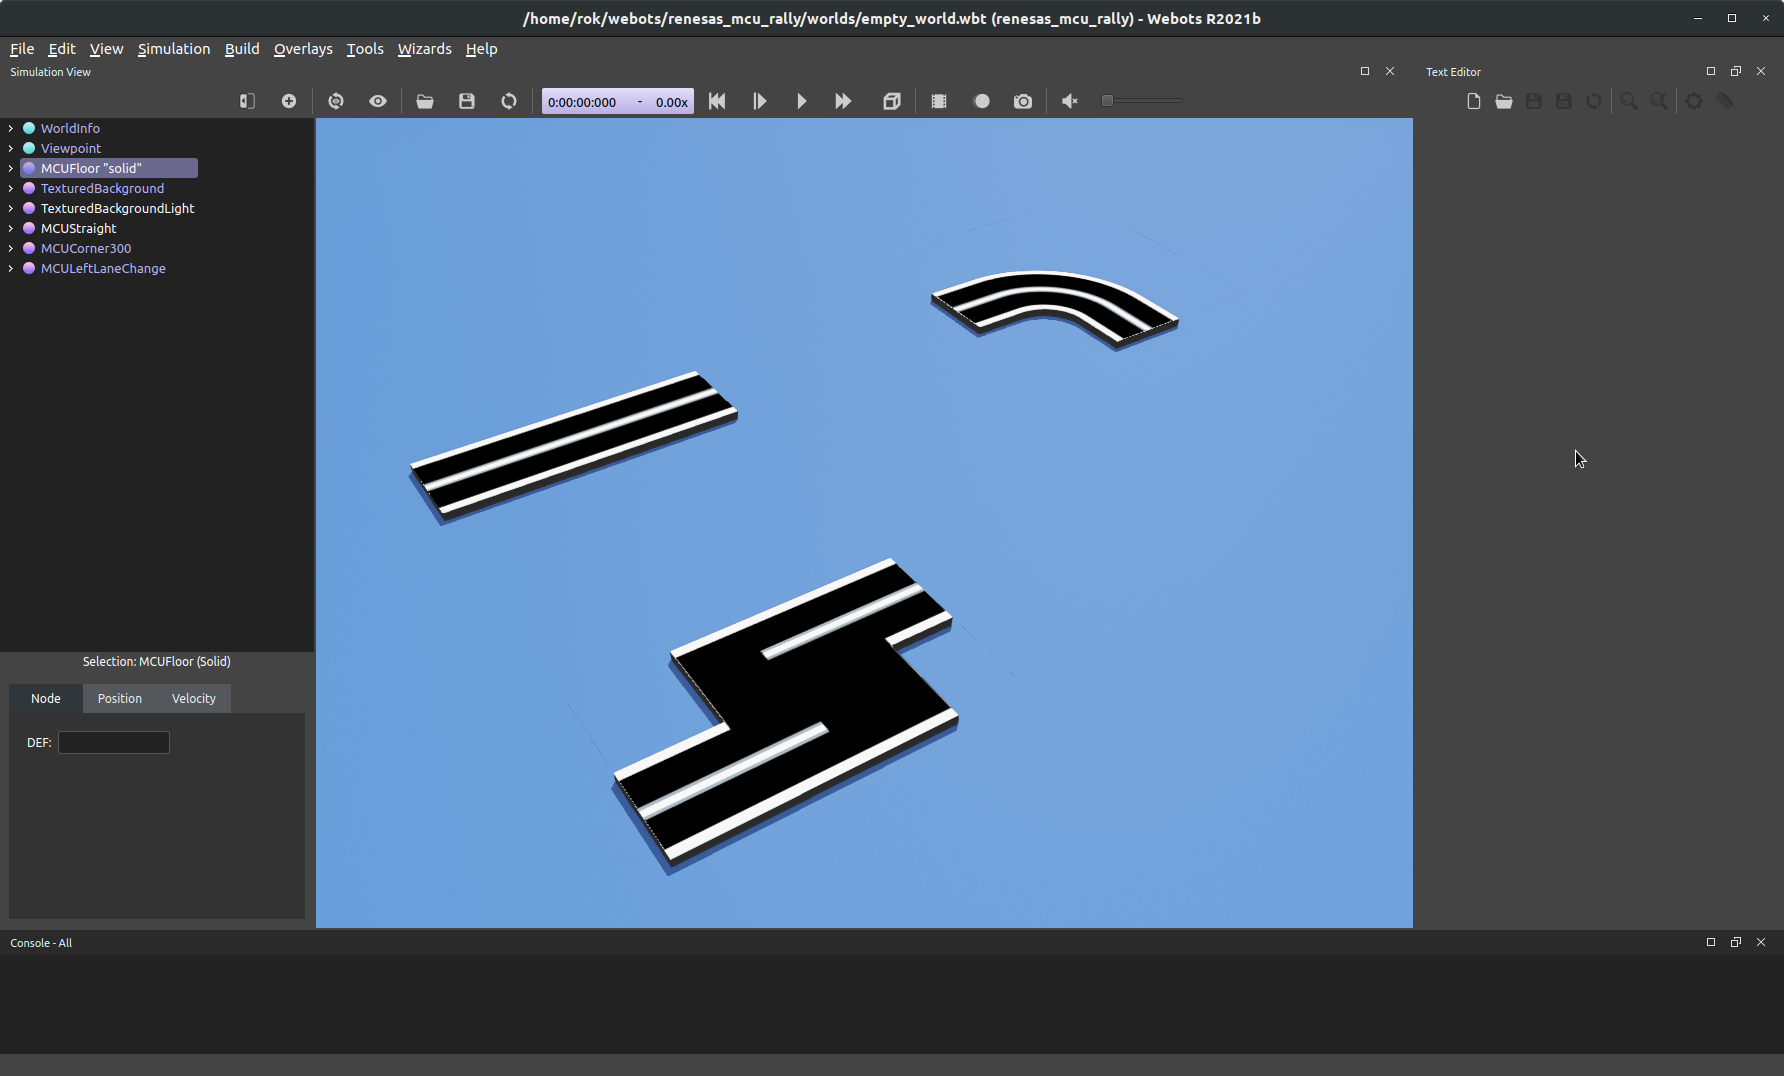 /home/rok/webots/renesas_mcu_rally/worlds/empty_world.wbt (renesas_mcu_rally) - Webots R2021b
File Edit View Simulation Build Overlays Tools Wizards Help
Simulation View
Text Editor
0:00:00:000 - 0.00x
WorldInfo
Viewpoint
MCUFloor "solid"
TexturedBackground
TexturedBackgroundLight
MCUStraight
MCUCorner300
MCULeftLaneChange
Selection: MCUFloor (Solid)
Node Position Velocity
DEF:
Console - All